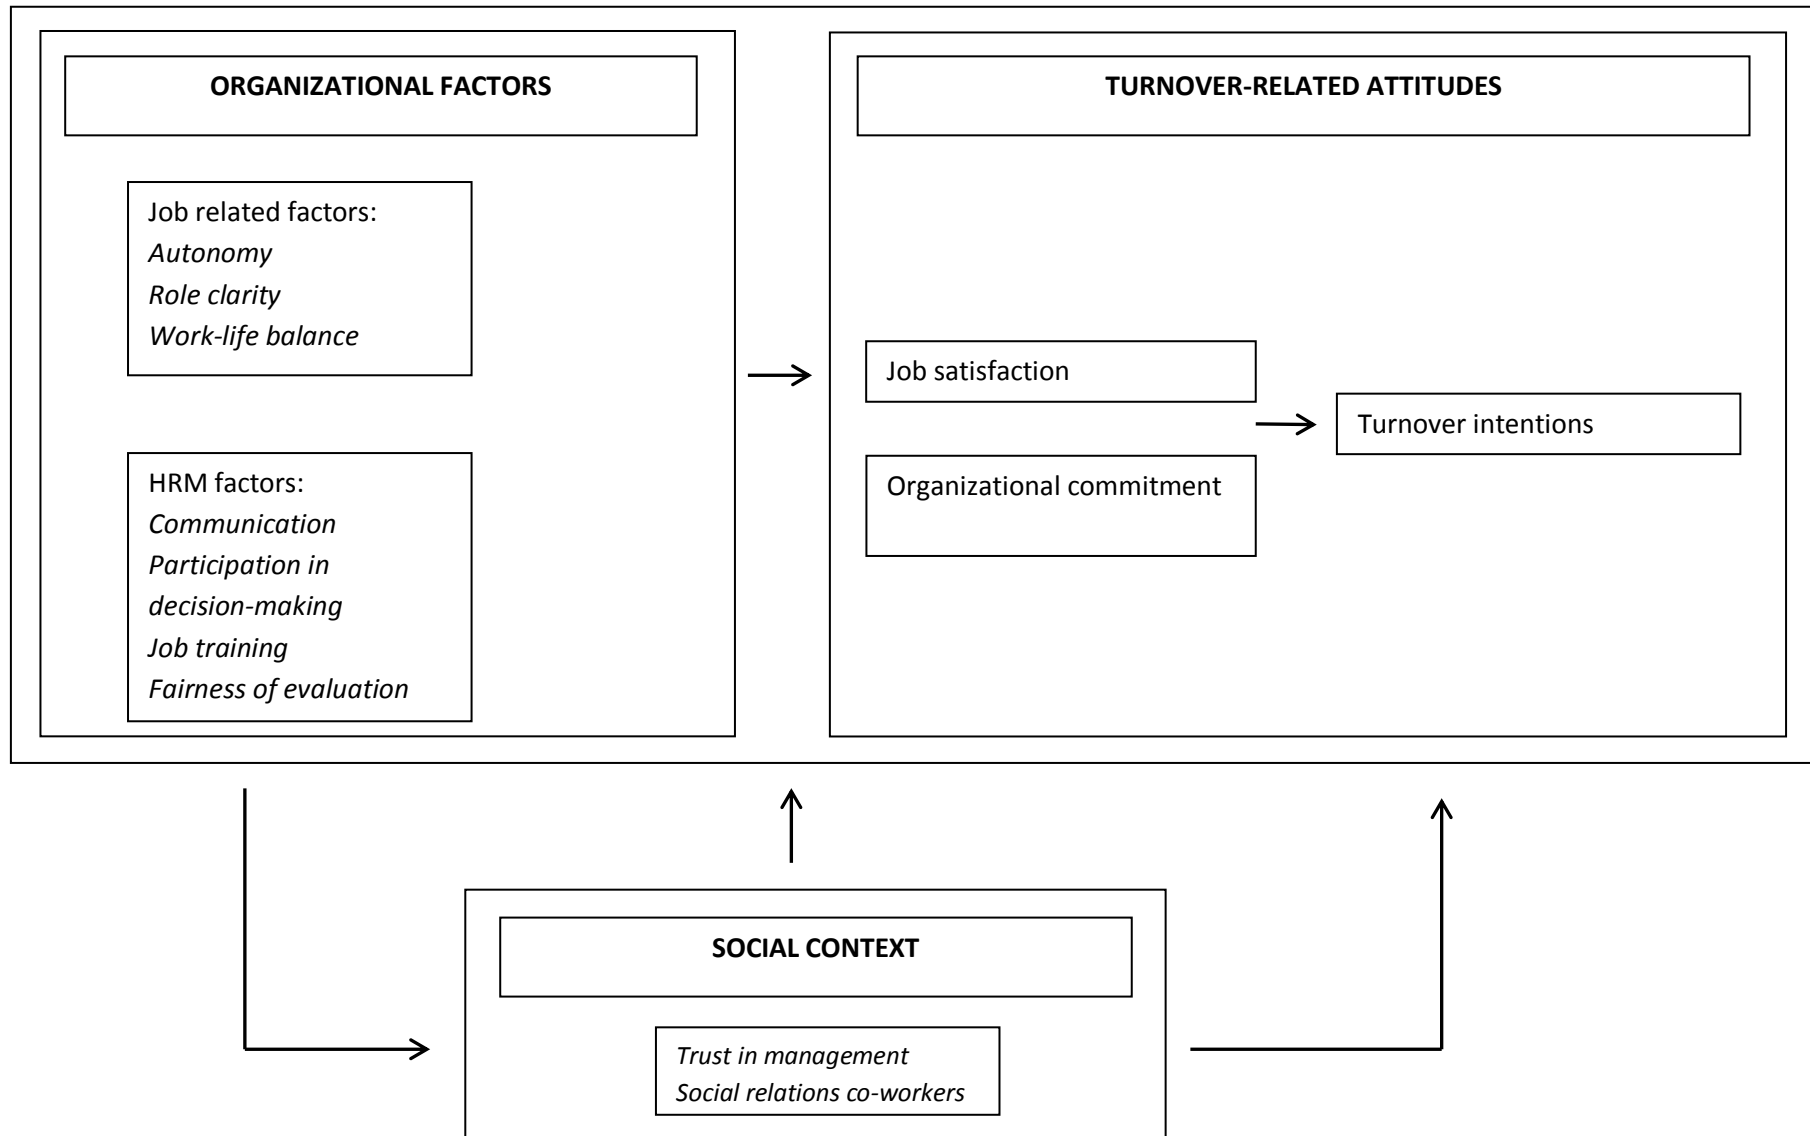 ORGANIZATIONAL FACTORS
Job related factors:
Autonomy
Role clarity
Work-life balance
HRM factors:
Communication
Participation in
decision-making
Job training
Fairness of evaluation
TURNOVER-RELATED ATTITUDES
Job satisfaction
Organizational commitment
Turnover intentions
SOCIAL CONTEXT
Trust in management
Social relations co-workers